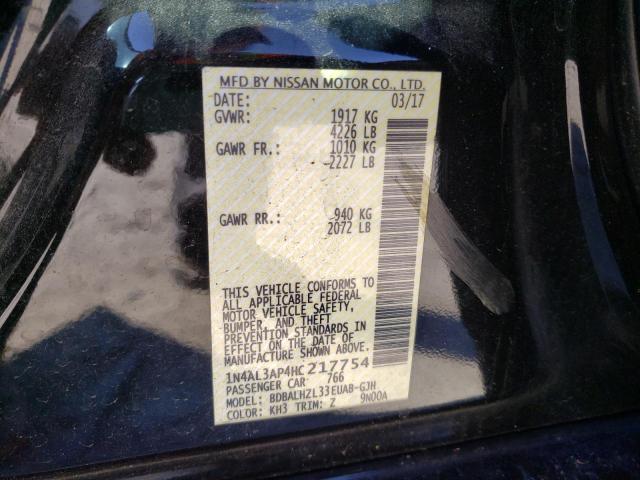 MFD BY NISSAN MOTOR CO., LTD.
DATE: 03/17
GVWR: 1917 KG
4226 LB
GAWR FR: 1010 KG
2227 LB
GAWR RR: 940 KG
2072 LB
THIS VEHICLE CONFORMS TO
ALL APPLICABLE FEDERAL
MOTOR VEHICLE SAFETY,
BUMPER, AND THEFT
PREVENTION STANDARDS IN
EFFECT ON THE DATE OF
MANUFACTURE SHOWN ABOVE.
1N4AL3AP4HC217754
PASSENGER CAR 766
MODEL: BDBALHZL33EUAB-GJH
COLOR: KH3 TRIM: Z 9N00A